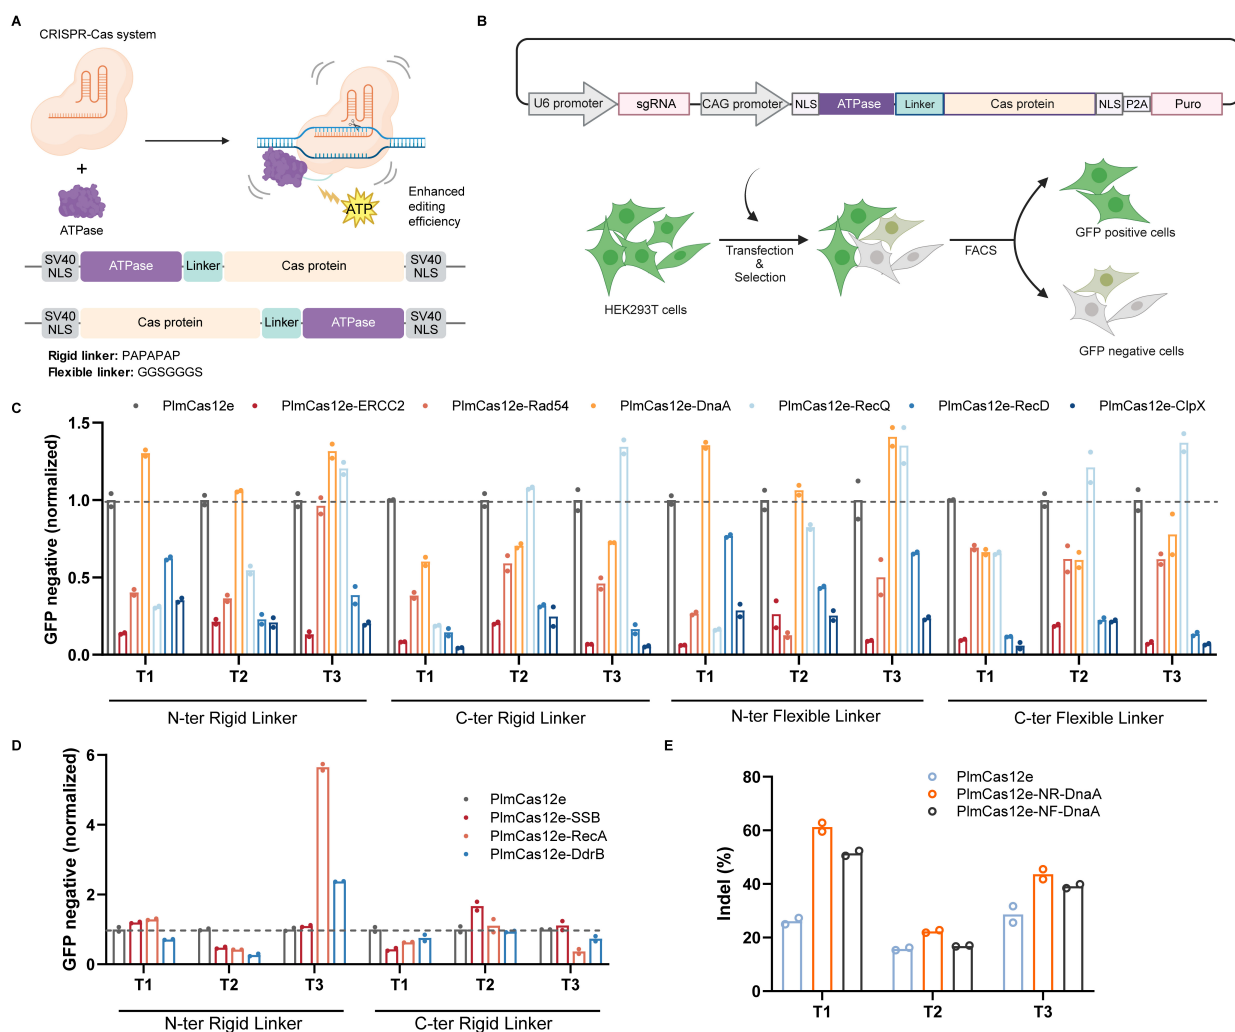 A
CRISPR-Cas system
+
ATPase
ATP
Enhanced
editing
efficiency
SV40
NLS
ATPase
Linker
Cas protein
SV40
NLS
SV40
NLS
Cas protein
Linker
ATPase
SV40
NLS
Rigid linker: PAPAPAP
Flexible linker: GGSGGGS
B
U6 promoter
sgRNA
CAG promoter
NLS
ATPase
Linker
Cas protein
NLS
P2A
Puro
HEK293T cells
Transfection
&
Selection
FACS
GFP positive cells
GFP negative cells
C
PlmCas12e
PlmCas12e-ERCC2
PlmCas12e-Rad54
PlmCas12e-DnaA
PlmCas12e-RecQ
PlmCas12e-RecD
PlmCas12e-ClpX
GFP negative (normalized)
1.5
1.0
0.5
0.0
T1 T2 T3 T1 T2 T3 T1 T2 T3 T1 T2 T3
N-ter Rigid Linker
C-ter Rigid Linker
N-ter Flexible Linker
C-ter Flexible Linker
D
GFP negative (normalized)
6
4
2
0
PlmCas12e
PlmCas12e-SSB
PlmCas12e-RecA
PlmCas12e-DdrB
T1 T2 T3 T1 T2 T3
N-ter Rigid Linker
C-ter Rigid Linker
E
Indel (%)
80
60
40
20
0
PlmCas12e
PlmCas12e-NR-DnaA
PlmCas12e-NF-DnaA
T1 T2 T3